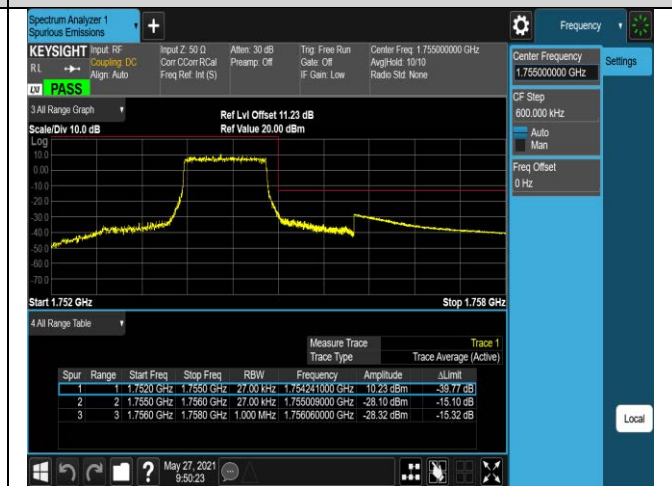 Spectrum Analyzer 1
Spurious Emissions
+
Frequency
KEYSIGHT Input: RF Input Z: 50 Ω Atten: 30 dB Trig: Free Run Center Freq: 1.755000000 GHz
RL Coupling: DC Corr CCorr RCal Preamp: Off Gate: Off Avg|Hold: 10/10
Align: Auto Freq Ref: Int (S) IF Gain: Low Radio Std: None
LXI PASS
Center Frequency
1.755000000 GHz
Settings
CF Step
600.000 kHz
Auto
Man
Freq Offset
0 Hz
3 All Range Graph
Ref Lvl Offset 11.23 dB
Scale/Div 10.0 dB Ref Value 20.00 dBm
Log
10.0
0.00
-10.0
-20.0
-30.0
-40.0
-50.0
-60.0
-70.0
Start 1.752 GHz Stop 1.758 GHz
4 All Range Table
Measure Trace Trace 1
Trace Type Trace Average (Active)
Spur Range Start Freq Stop Freq RBW Frequency Amplitude ΔLimit
1 1 1.7520 GHz 1.7550 GHz 27.00 kHz 1.754241000 GHz 10.23 dBm -39.77 dB
2 2 1.7550 GHz 1.7560 GHz 27.00 kHz 1.755009000 GHz -28.10 dBm -15.10 dB
3 3 1.7560 GHz 1.7580 GHz 1.000 MHz 1.756060000 GHz -28.32 dBm -15.32 dB
Local
? May 27, 2021
9:50:23